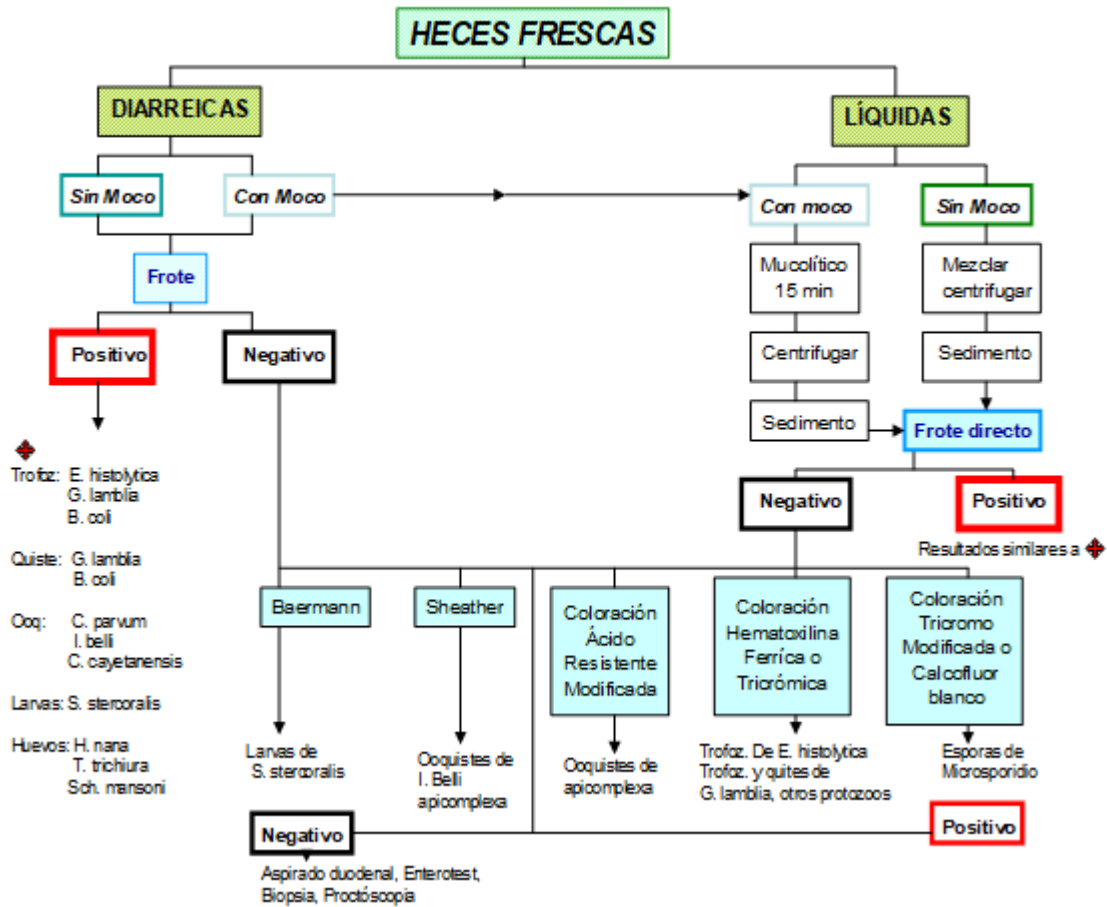 HECES FRESCAS
DIARREICAS
LÍQUIDAS
Sin Moco
Con Moco
Con moco
Sin Moco
Frote
Mucolítico
15 min
Mezclar
centrifugar
Positivo
Negativo
Centrifugar
Sedimento
Sedimento
Frote directo
Trofoz: E. histolytica
G. lamblia
B. coli
Quiste: G. lamblia
B. coli
Ooq: C. parvum
I. belli
C. cayetanensis
Larvas: S. stercoralis
Huevos: H. nana
T. trichiura
Sch. mansoni
Negativo
Positivo
Resultados similares a
Baermann
Sheather
Coloración
Ácido
Resistente
Modificada
Coloración
Hematoxilina
Ferríca o
Tricrómica
Coloración
Tricromo
Modificada o
Calcofluor
blanco
Larvas de
S. stercoralis
Ooquistes de
I. Belli
apicomplexa
Ooquistes de
apicomplexa
Trofoz. De E. histolytica
Trofoz. y quites de
G. lamblia, otros protozoos
Esporas de
Microsporidio
Negativo
Positivo
Aspirado duodenal, Enterotest,
Biopsia, Proctóscopia